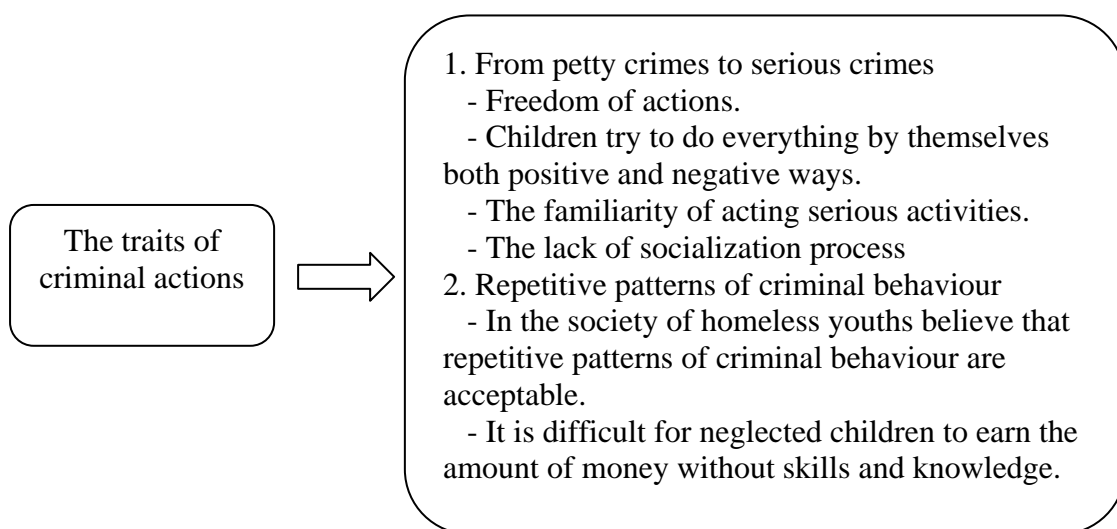 The traits of
criminal actions
1. From petty crimes to serious crimes
- Freedom of actions.
- Children try to do everything by themselves
both positive and negative ways.
- The familiarity of acting serious activities.
- The lack of socialization process
2. Repetitive patterns of criminal behaviour
- In the society of homeless youths believe that
repetitive patterns of criminal behaviour are
acceptable.
- It is difficult for neglected children to earn the
amount of money without skills and knowledge.